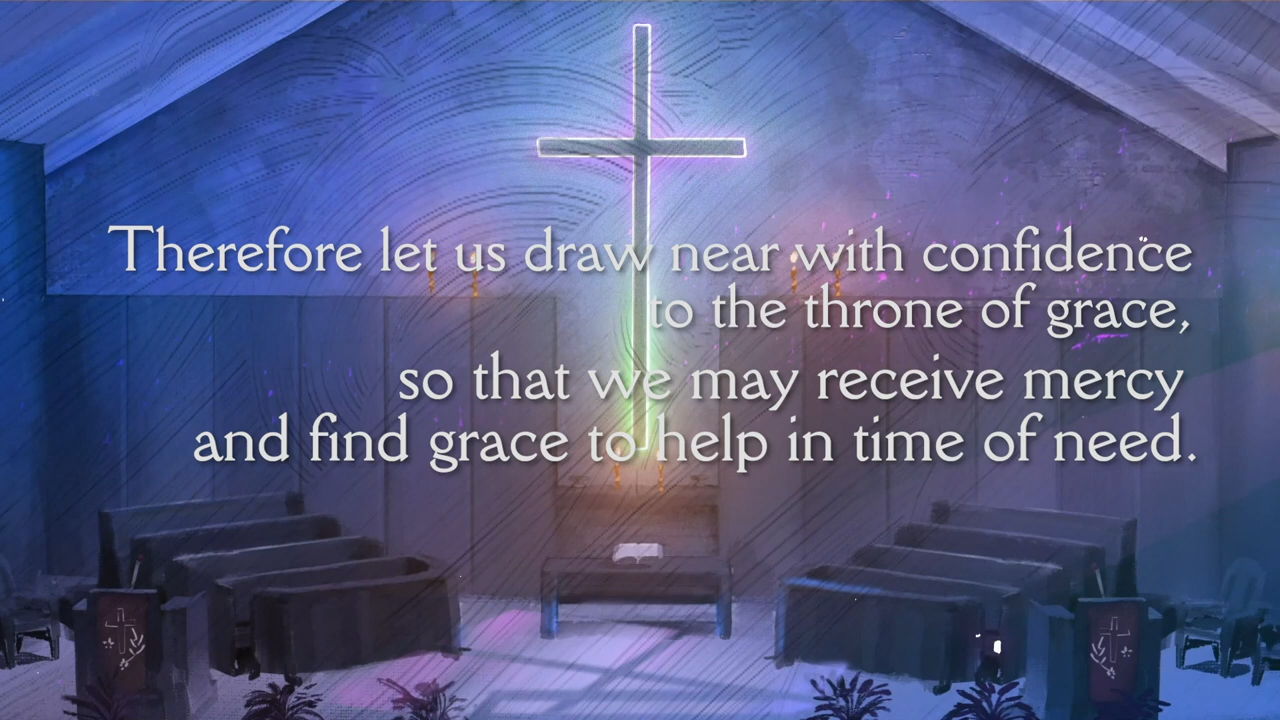 Therefore let us draw near with confidence
to the throne of grace,
so that we may receive mercy
and find grace to help in time of need.